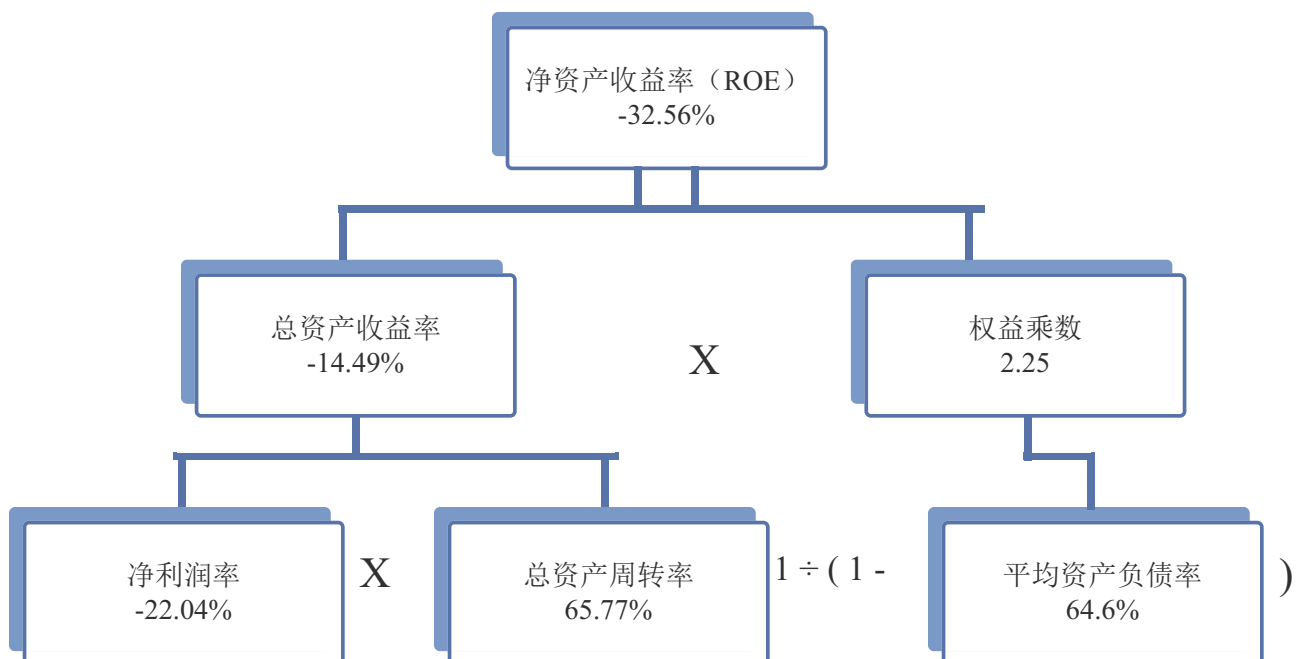 净资产收益率（ROE）
-32.56%
总资产收益率
-14.49%
X
权益乘数
2.25
净利润率
-22.04%
X
总资产周转率
65.77%
1 ÷ ( 1 -
平均资产负债率
64.6%
)